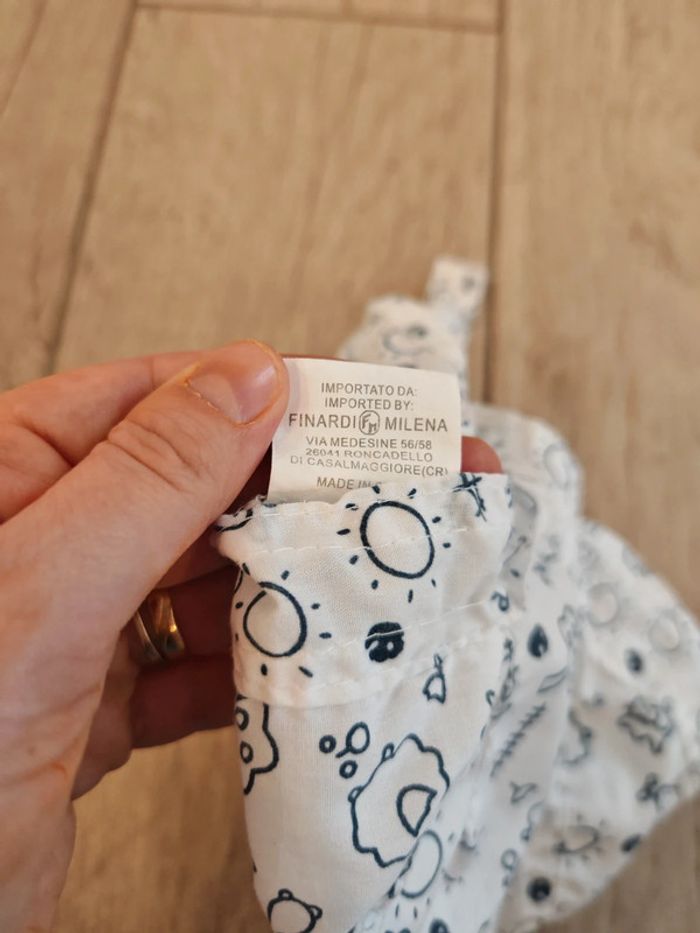 IMPORTATO DA:
IMPORTED BY:
FINARDI FM MILENA
VIA MEDESINE 56/58
26041 RONCADELLO
DI CASALMAGGIORE(CR)
MADE IN